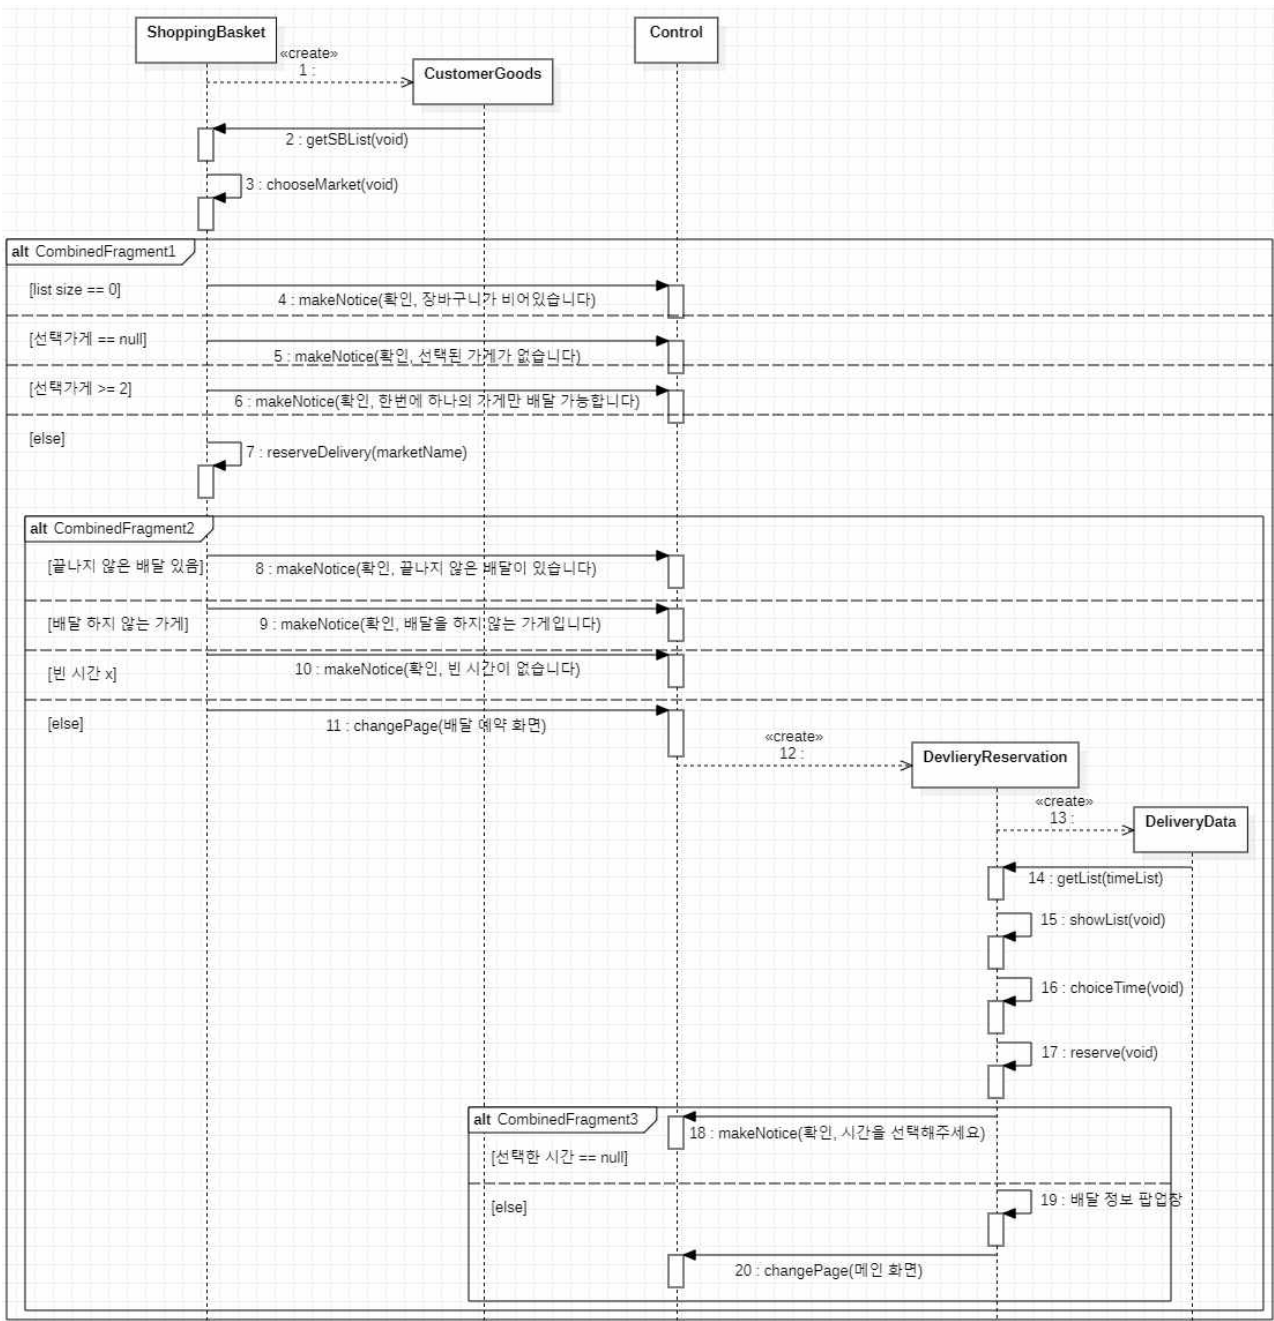 ShoppingBasket
Control
«create»
1 :
CustomerGoods
2 : getSBList(void)
3 : chooseMarket(void)
alt CombinedFragment1
[list size == 0]
4 : makeNotice(확인, 장바구니가 비어있습니다)
[선택가게 == null]
5 : makeNotice(확인, 선택된 가게가 없습니다)
[선택가게 >= 2]
6 : makeNotice(확인, 한번에 하나의 가게만 배달 가능합니다)
[else]
7 : reserveDelivery(marketName)
alt CombinedFragment2
[끝나지 않은 배달 있음]
8 : makeNotice(확인, 끝나지 않은 배달이 있습니다)
[배달 하지 않는 가게]
9 : makeNotice(확인, 배달을 하지 않는 가게입니다)
[빈 시간 x]
10 : makeNotice(확인, 빈 시간이 없습니다)
[else]
11 : changePage(배달 예약 화면)
«create»
12 :
DevlieryReservation
«create»
13 :
DeliveryData
14 : getList(timeList)
15 : showList(void)
16 : choiceTime(void)
17 : reserve(void)
alt CombinedFragment3
18 : makeNotice(확인, 시간을 선택해주세요)
[선택한 시간 == null]
[else]
19 : 배달 정보 팝업창
20 : changePage(메인 화면)